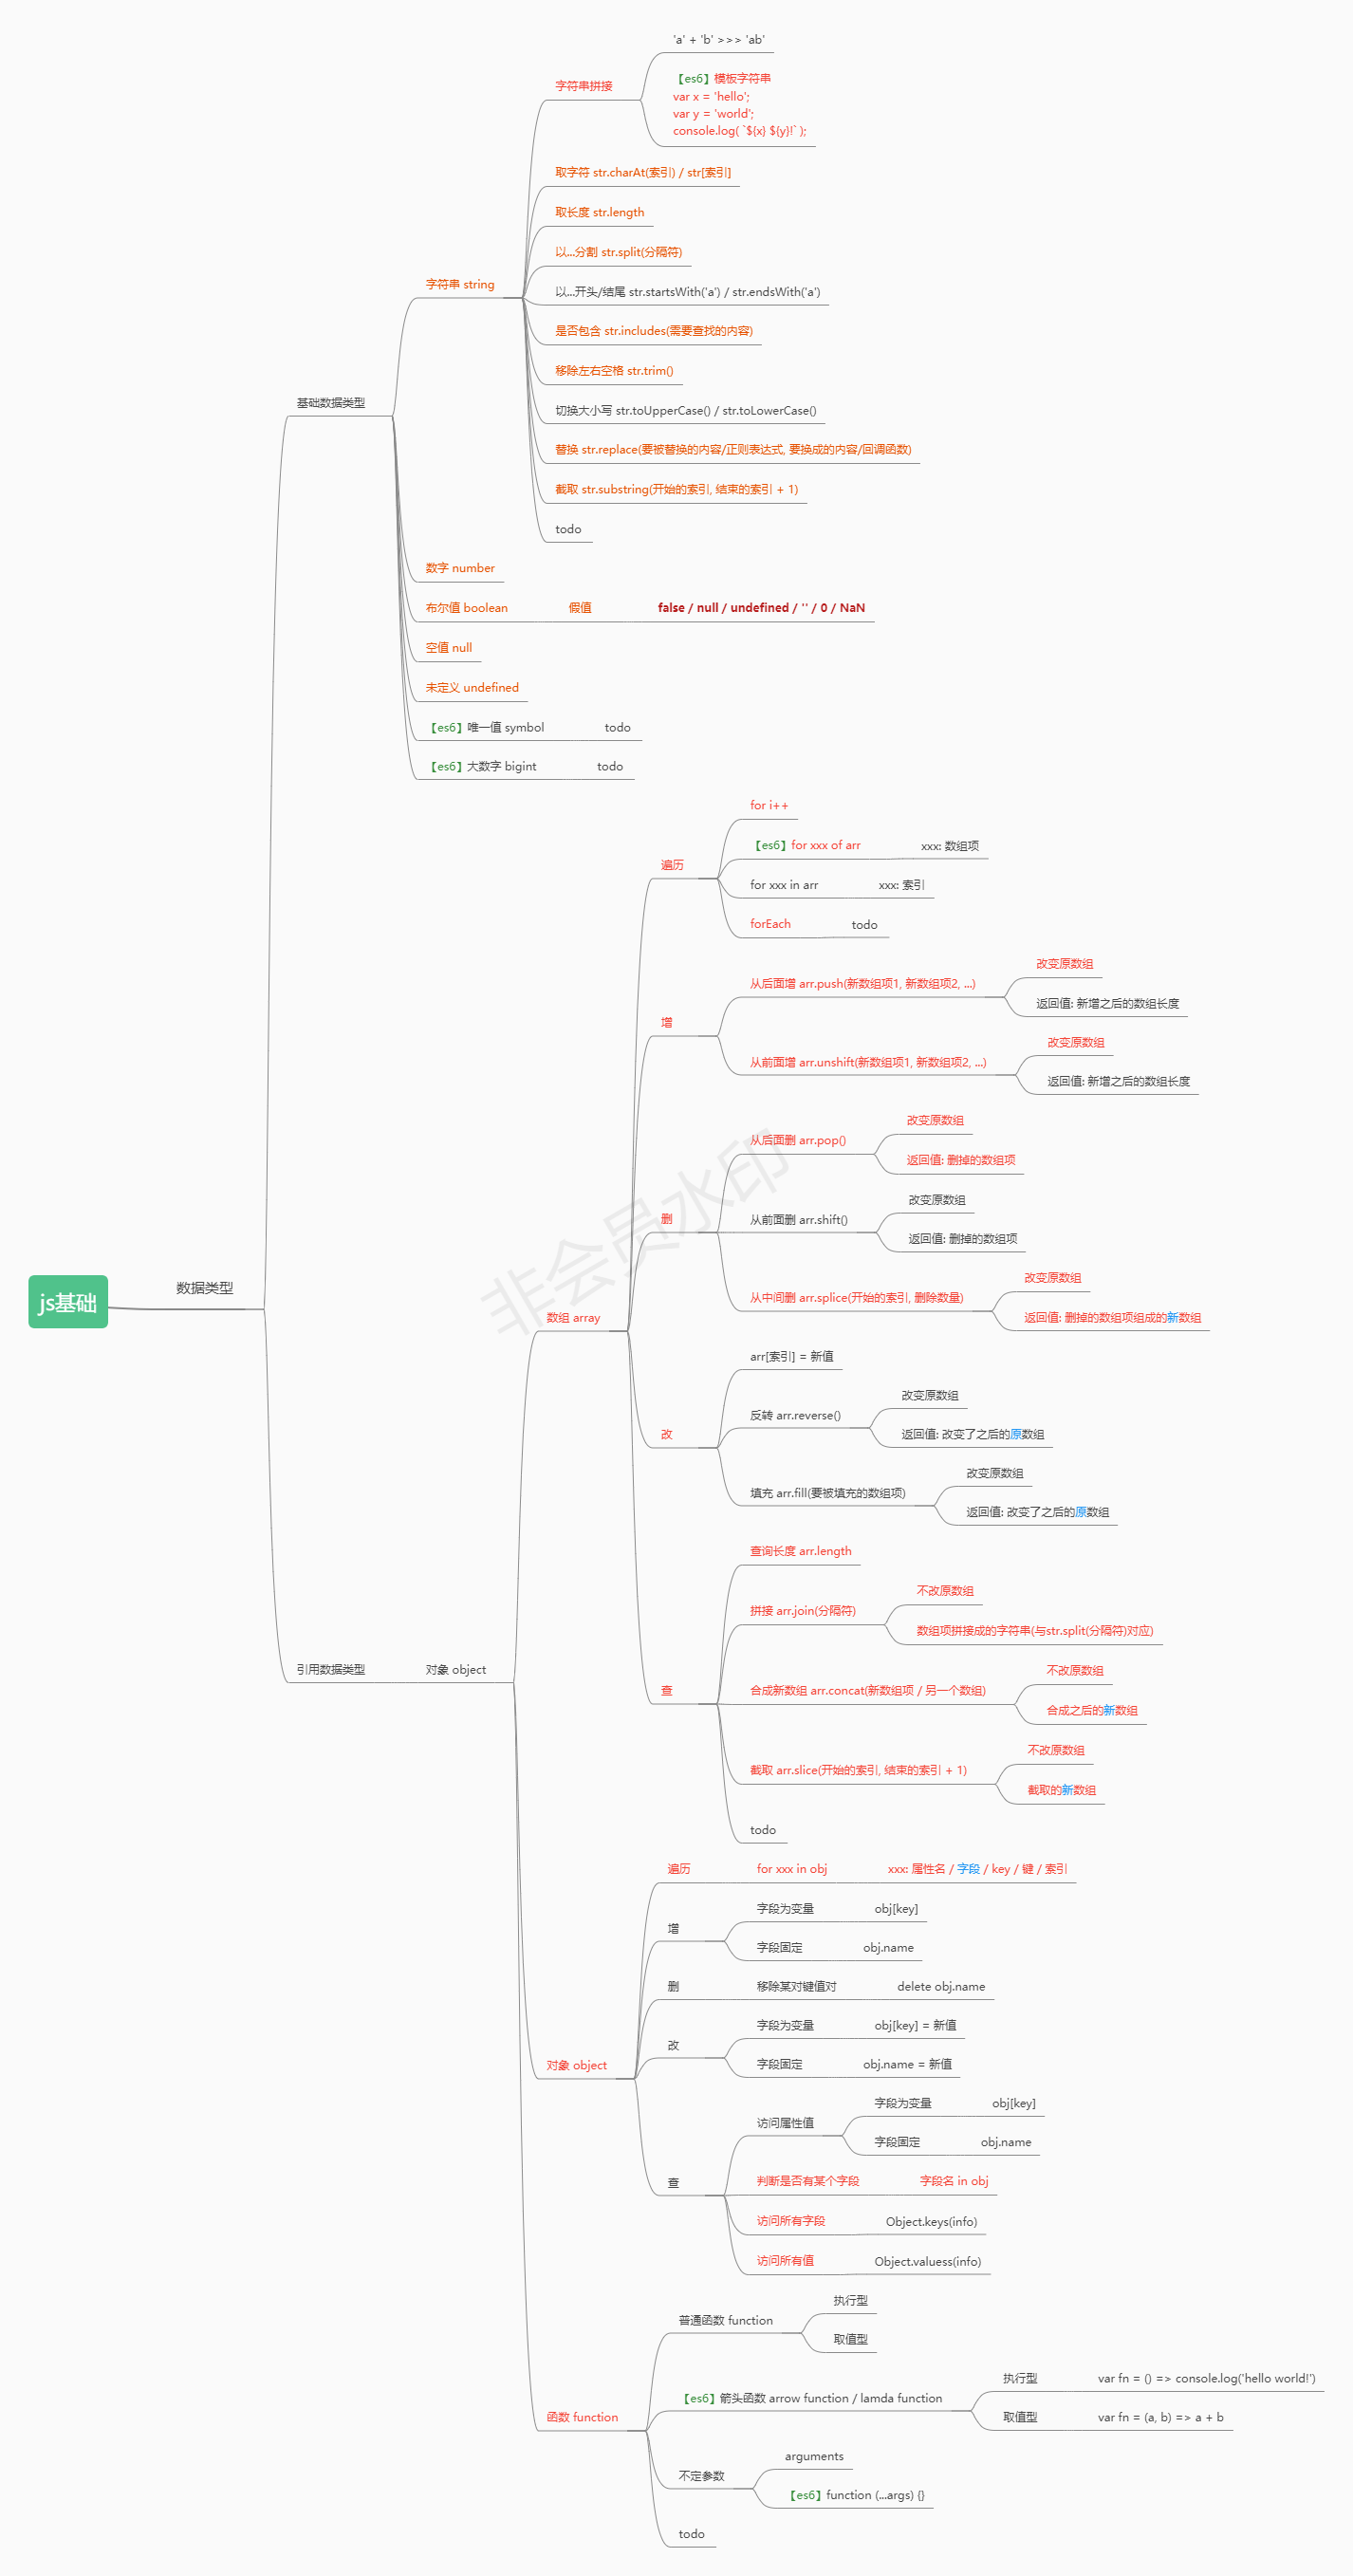 js基础
数据类型
基础数据类型
字符串 string
字符串拼接
'a' + 'b' >>> 'ab'
【es6】模板字符串
var x = 'hello';
var y = 'world';
console.log( `${x} ${y}!` );
取字符 str.charAt(索引) / str[索引]
取长度 str.length
以...分割 str.split(分隔符)
以...开头/结尾 str.startsWith('a') / str.endsWith('a')
是否包含 str.includes(需要查找的内容)
移除左右空格 str.trim()
切换大小写 str.toUpperCase() / str.toLowerCase()
替换 str.replace(要被替换的内容/正则表达式, 要换成的内容/回调函数)
截取 str.substring(开始的索引, 结束的索引 + 1)
todo
数字 number
布尔值 boolean
假值
false / null / undefined / '' / 0 / NaN
空值 null
未定义 undefined
【es6】唯一值 symbol
todo
【es6】大数字 bigint
todo
引用数据类型
对象 object
数组 array
遍历
for i++
【es6】for xxx of arr
xxx: 数组项
for xxx in arr
xxx: 索引
forEach
todo
增
从后面增 arr.push(新数组项1, 新数组项2, ...)
改变原数组
返回值: 新增之后的数组长度
从前面增 arr.unshift(新数组项1, 新数组项2, ...)
改变原数组
返回值: 新增之后的数组长度
删
从后面删 arr.pop()
改变原数组
返回值: 删掉的数组项
从前面删 arr.shift()
改变原数组
返回值: 删掉的数组项
从中间删 arr.splice(开始的索引, 删除数量)
改变原数组
返回值: 删掉的数组项组成的新数组
改
arr[索引] = 新值
反转 arr.reverse()
改变原数组
返回值: 改变了之后的原数组
填充 arr.fill(要被填充的数组项)
改变原数组
返回值: 改变了之后的原数组
查
查询长度 arr.length
拼接 arr.join(分隔符)
不改原数组
数组项拼接成的字符串(与str.split(分隔符)对应)
合成新数组 arr.concat(新数组项 / 另一个数组)
不改原数组
合成之后的新数组
截取 arr.slice(开始的索引, 结束的索引 + 1)
不改原数组
截取的新数组
todo
对象 object
遍历
for xxx in obj
xxx: 属性名 / 字段 / key / 键 / 索引
增
字段为变量
obj[key]
字段固定
obj.name
删
移除某对键值对
delete obj.name
改
字段为变量
obj[key] = 新值
字段固定
obj.name = 新值
查
访问属性值
字段为变量
obj[key]
字段固定
obj.name
判断是否有某个字段
字段名 in obj
访问所有字段
Object.keys(info)
访问所有值
Object.valuess(info)
函数 function
普通函数 function
执行型
取值型
【es6】箭头函数 arrow function / lamda function
执行型
var fn = () => console.log('hello world!')
取值型
var fn = (a, b) => a + b
不定参数
arguments
【es6】function (...args) {}
todo
非会员水印